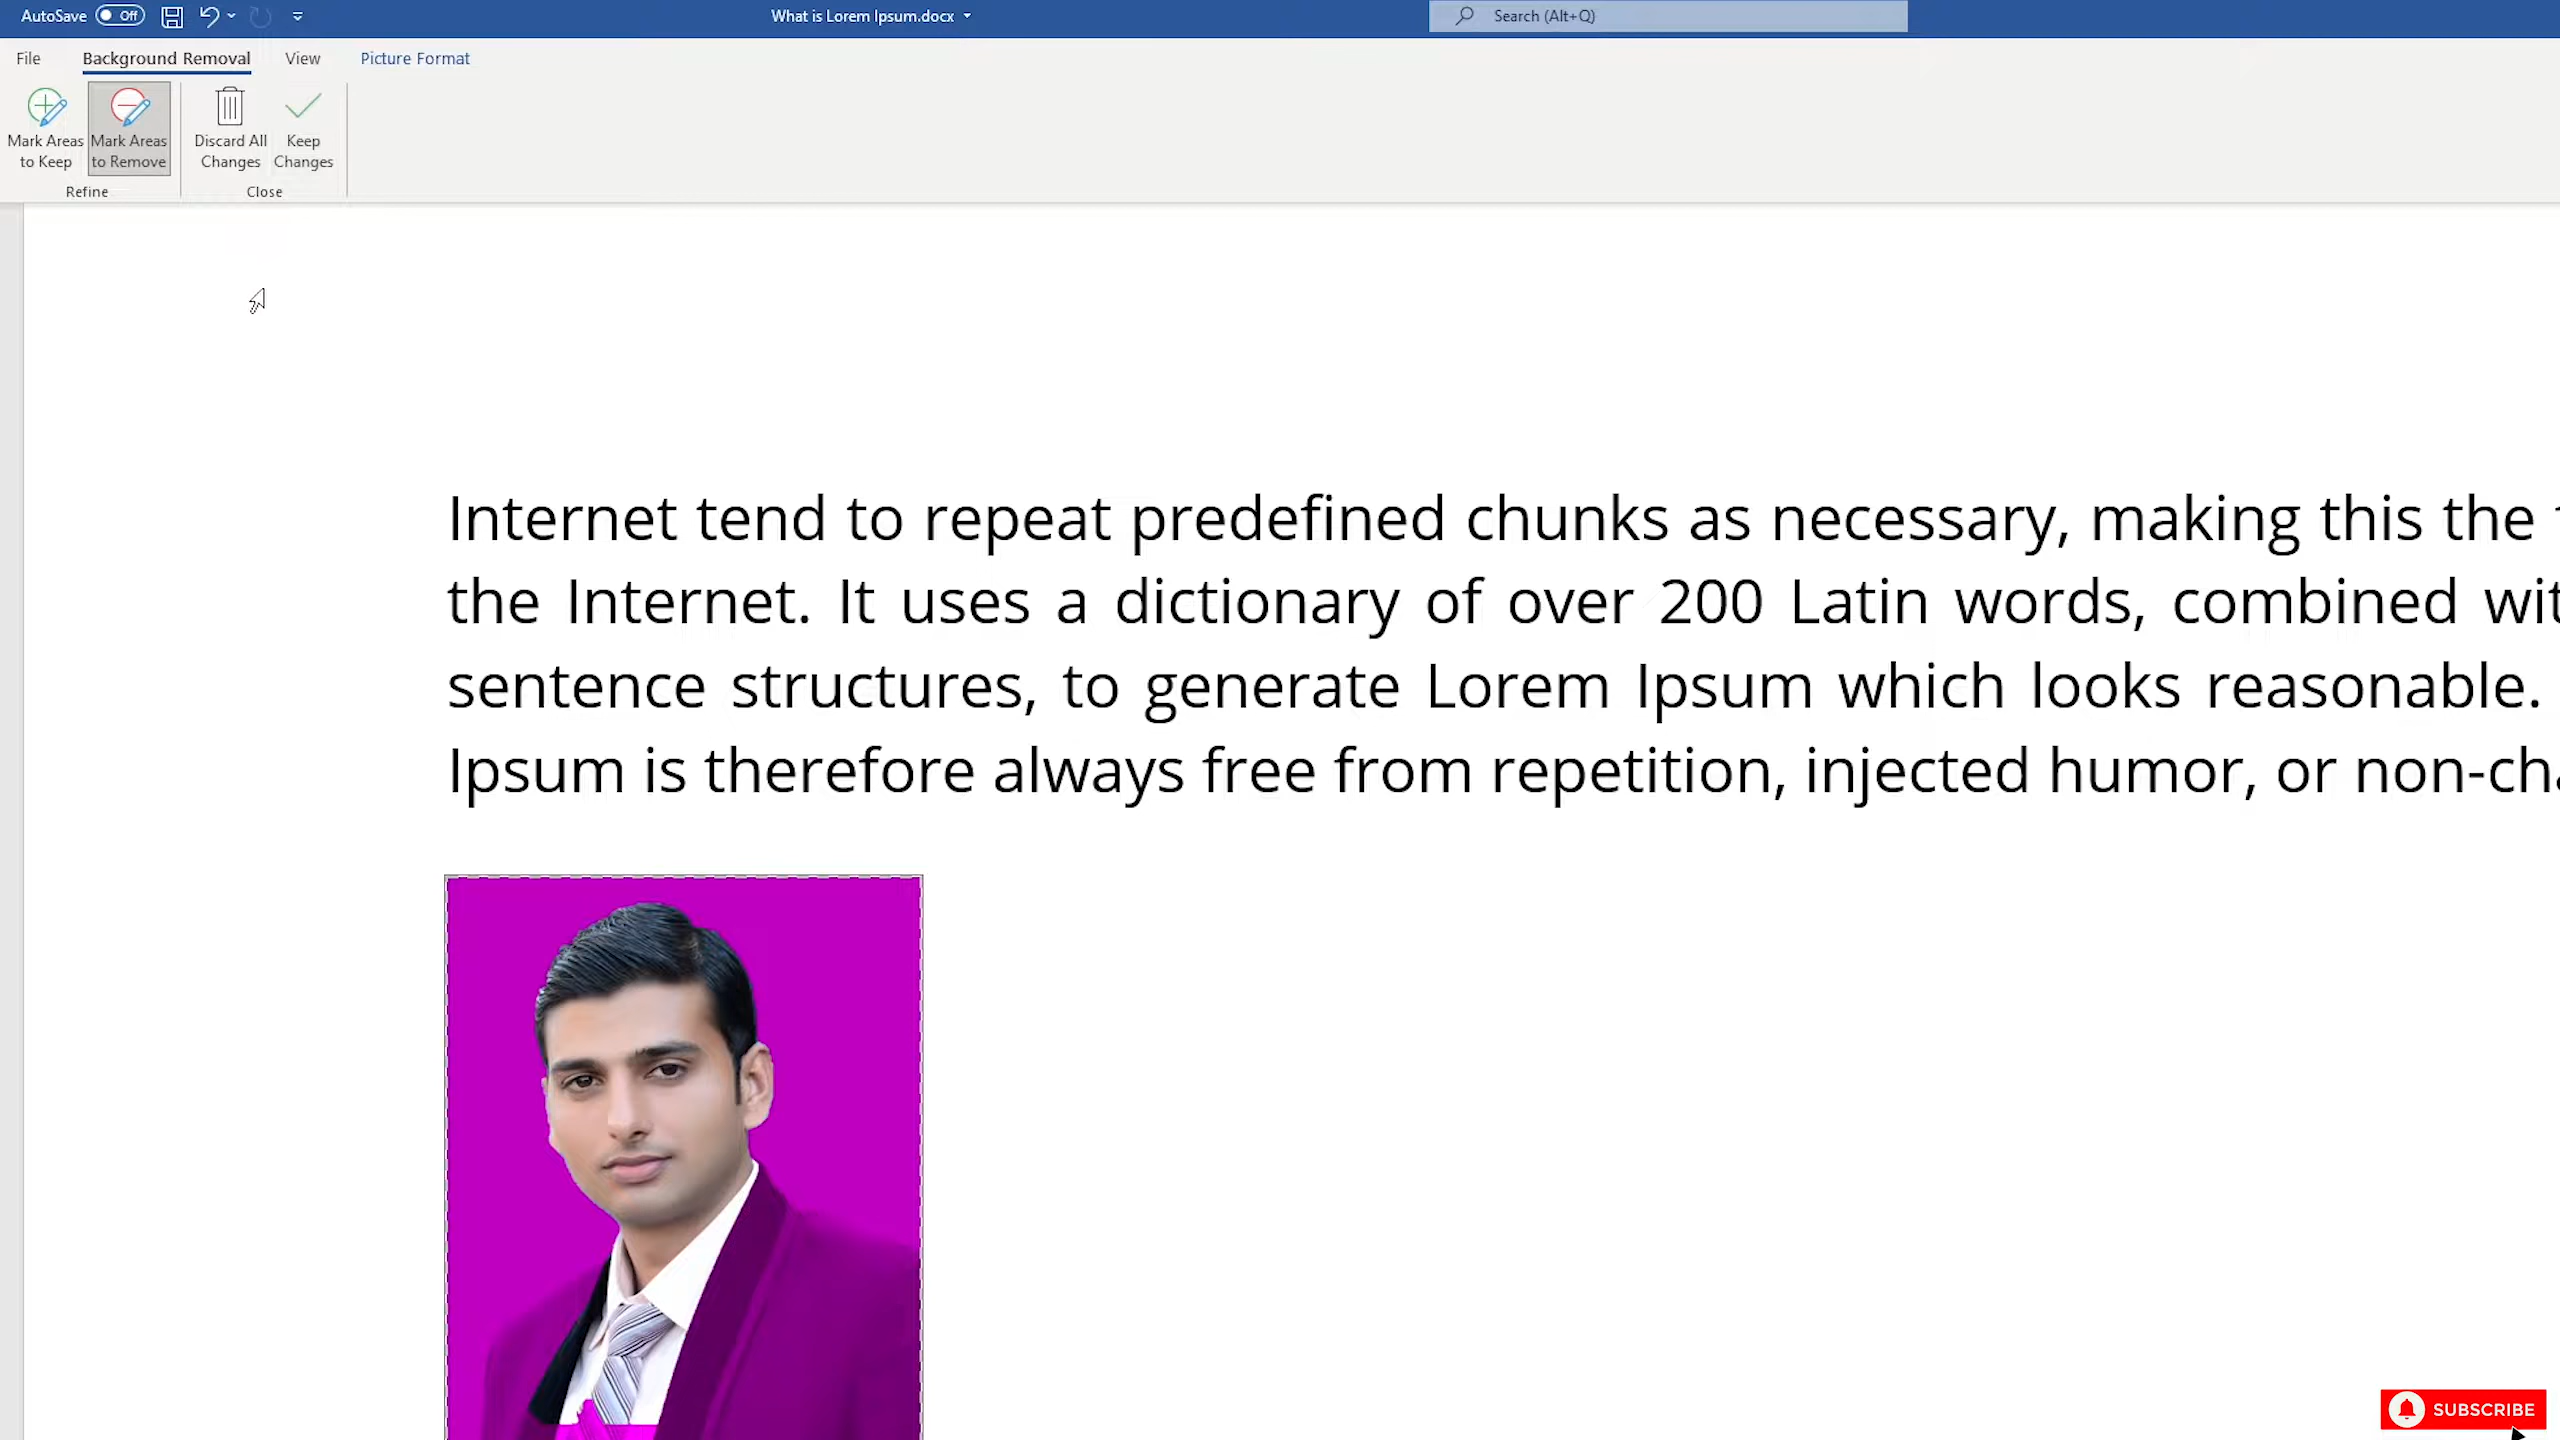 AutoSave Off What is Lorem Ipsum.docx Search (Alt+Q)
File Background Removal View Picture Format
Mark Areas to Keep
Mark Areas to Remove
Discard All Changes
Keep Changes
Refine Close
Internet tend to repeat predefined chunks as necessary, making this the
the Internet. It uses a dictionary of over 200 Latin words, combined
sentence structures, to generate Lorem Ipsum which looks reasonable.
Ipsum is therefore always free from repetition, injected humor, or
SUBSCRIBE